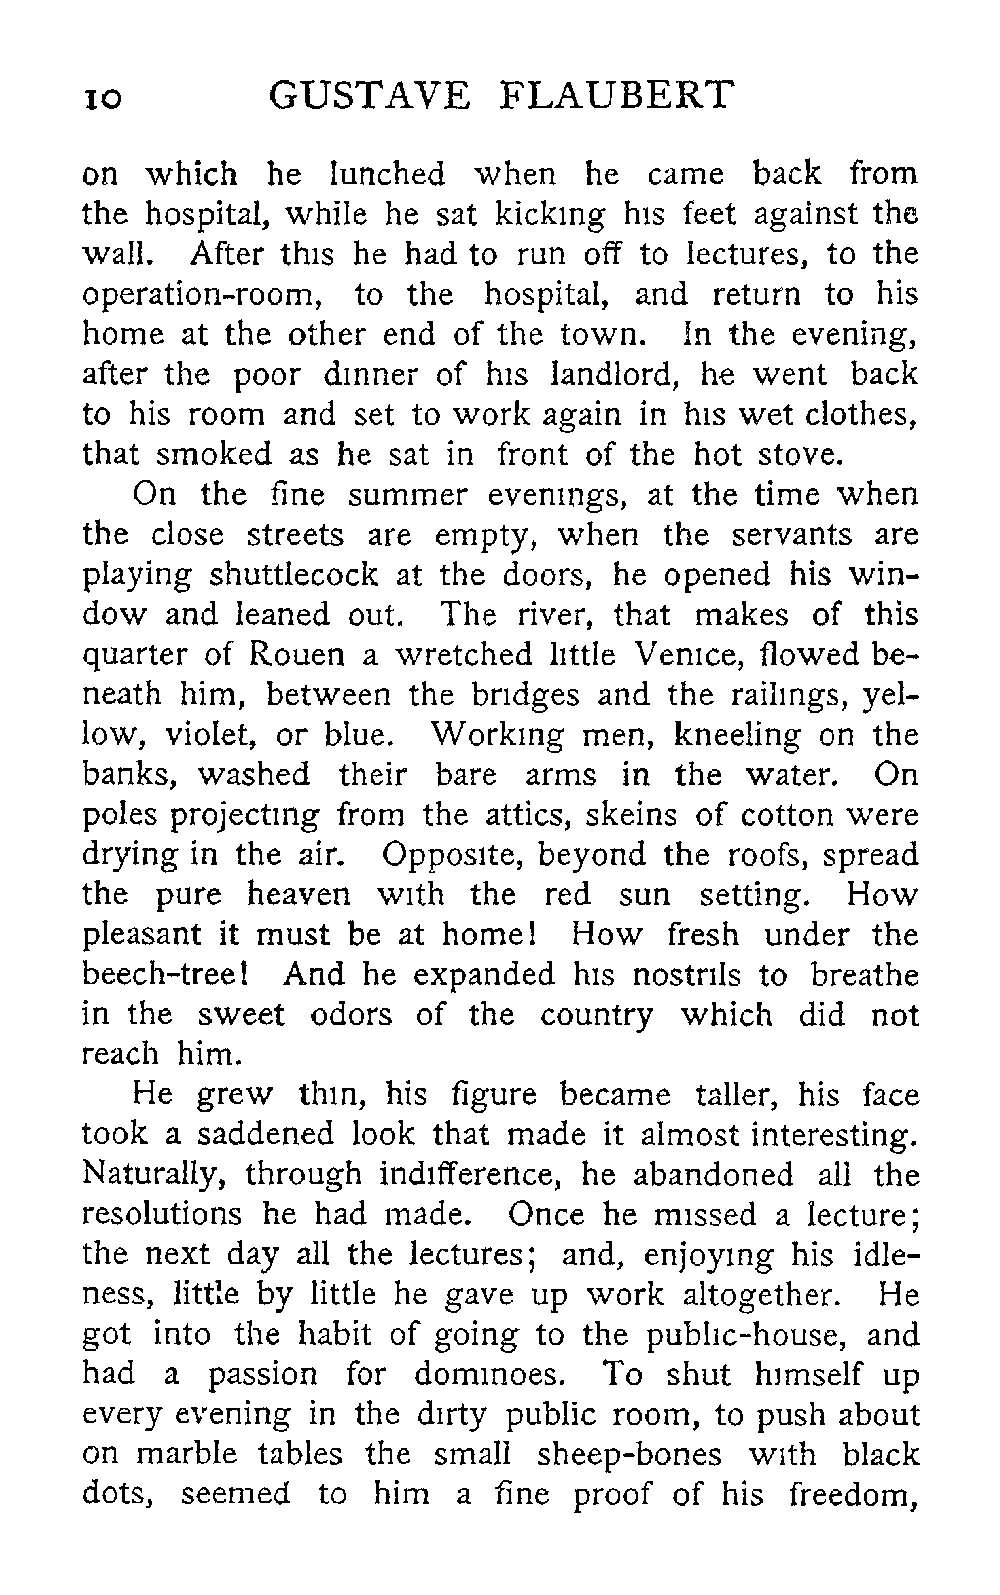 10 GUSTAVE FLAUBERT
on which he lunched when he came back from
the hospital, while he sat kicking his feet against the
wall. After this he had to run off to lectures, to the
operation-room, to the hospital, and return to his
home at the other end of the town. In the evening,
after the poor dinner of his landlord, he went back
to his room and set to work again in his wet clothes,
that smoked as he sat in front of the hot stove.
On the fine summer evenings, at the time when
the close streets are empty, when the servants are
playing shuttlecock at the doors, he opened his win-
dow and leaned out. The river, that makes of this
quarter of Rouen a wretched little Venice, flowed be-
neath him, between the bridges and the railings, yel-
low, violet, or blue. Working men, kneeling on the
banks, washed their bare arms in the water. On
poles projecting from the attics, skeins of cotton were
drying in the air. Opposite, beyond the roofs, spread
the pure heaven with the red sun setting. How
pleasant it must be at home! How fresh under the
beech-tree! And he expanded his nostrils to breathe
in the sweet odors of the country which did not
reach him.
He grew thin, his figure became taller, his face
took a saddened look that made it almost interesting.
Naturally, through indifference, he abandoned all the
resolutions he had made. Once he missed a lecture;
the next day all the lectures; and, enjoying his idle-
ness, little by little he gave up work altogether. He
got into the habit of going to the public-house, and
had a passion for dominoes. To shut himself up
every evening in the dirty public room, to push about
on marble tables the small sheep-bones with black
dots, seemed to him a fine proof of his freedom,